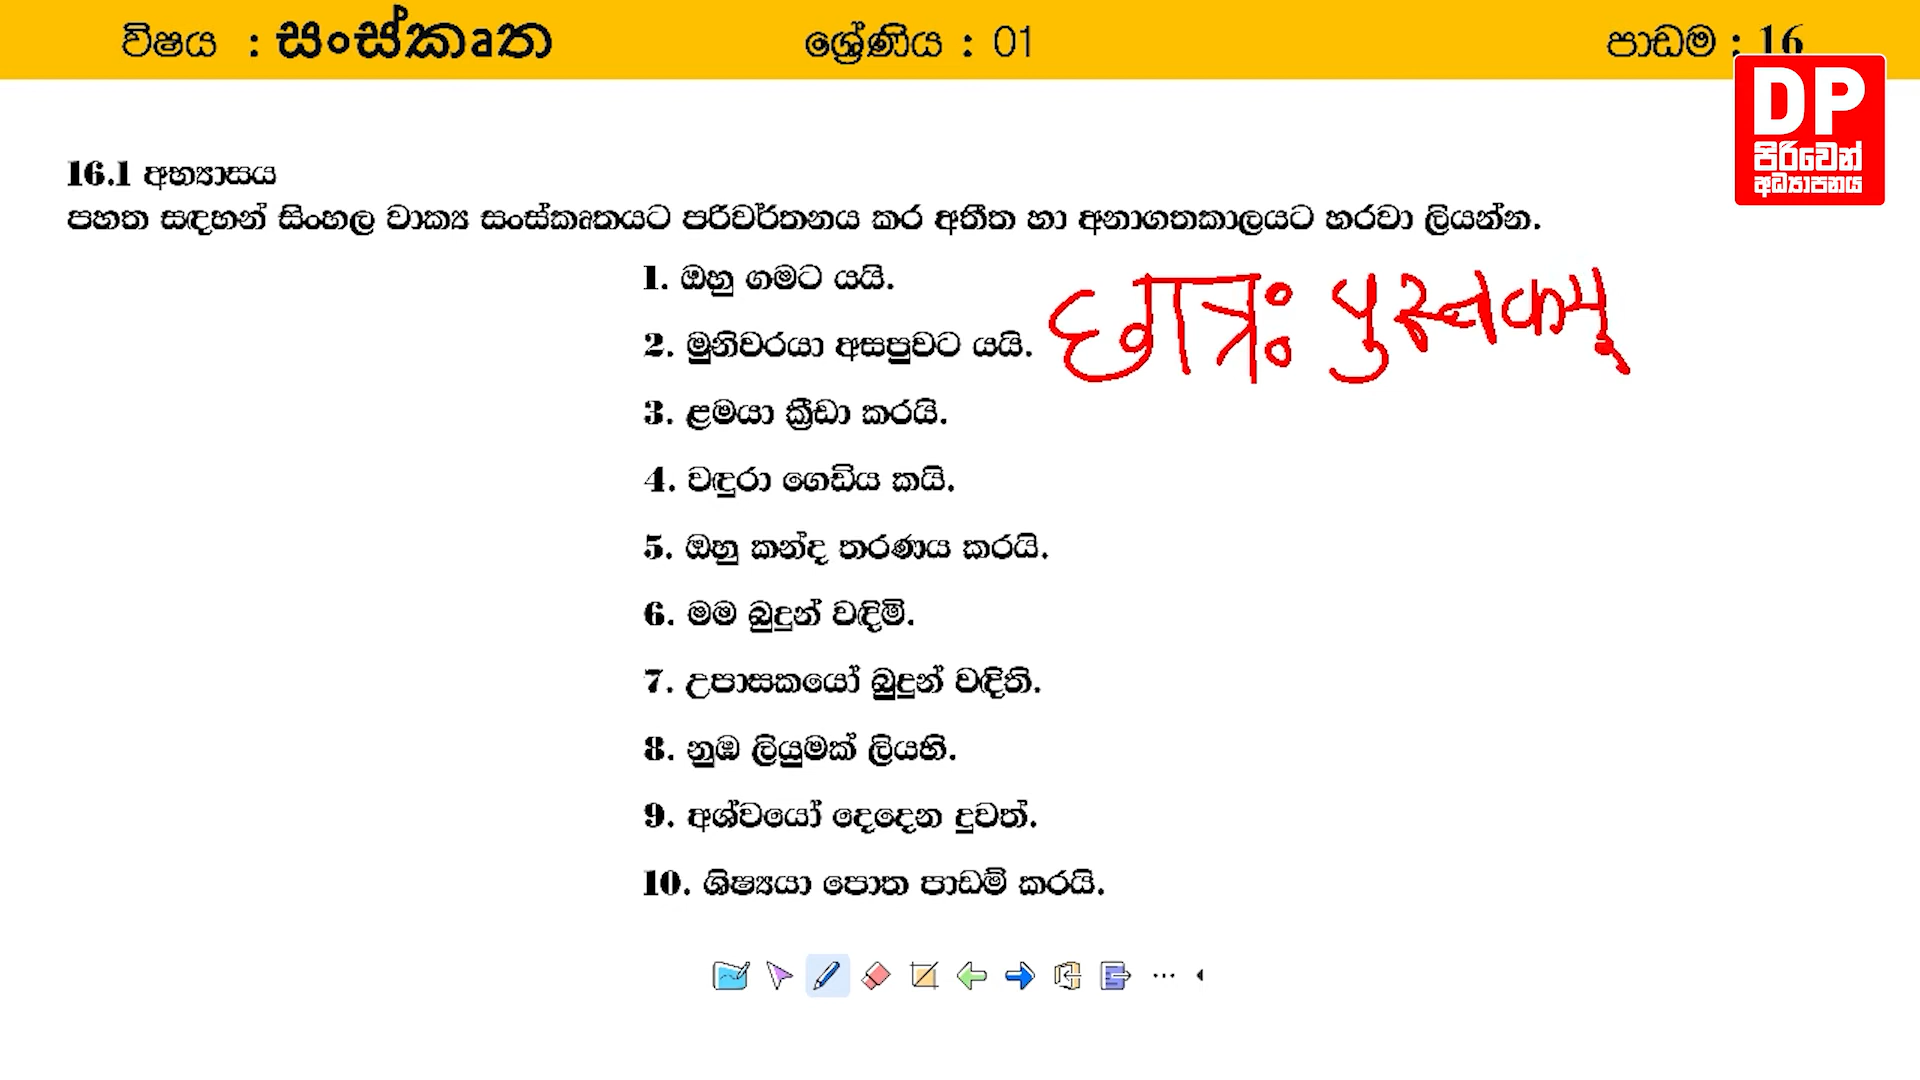 විෂය : සංස්කෘත
ශ්‍රේණිය : 01
පාඩම : 16
DP
පිරිවෙන්
අධ්‍යාපනය
16.1 අභ්‍යාසය
පහත සඳහන් සිංහල වාක්‍ය සංස්කෘතයට පරිවර්තනය කර අතීත හා අනාගතකාලයට හරවා ලියන්න.
1. ඔහු ගමට යයි.
2. මුනිවරයා අසපුවට යයි.
छात्रः पुस्तकम्
3. ළමයා ක්‍රීඩා කරයි.
4. වඳුරා ගෙඩිය කයි.
5. ඔහු කන්ද තරණය කරයි.
6. මම බුදුන් වඳිමි.
7. උපාසකයෝ බුදුන් වඳිති.
8. නුඹ ලියුමක් ලියහි.
9. අශ්වයෝ දෙදෙන දුවත්.
10. ශිෂ්‍යයා පොත පාඩම් කරයි.